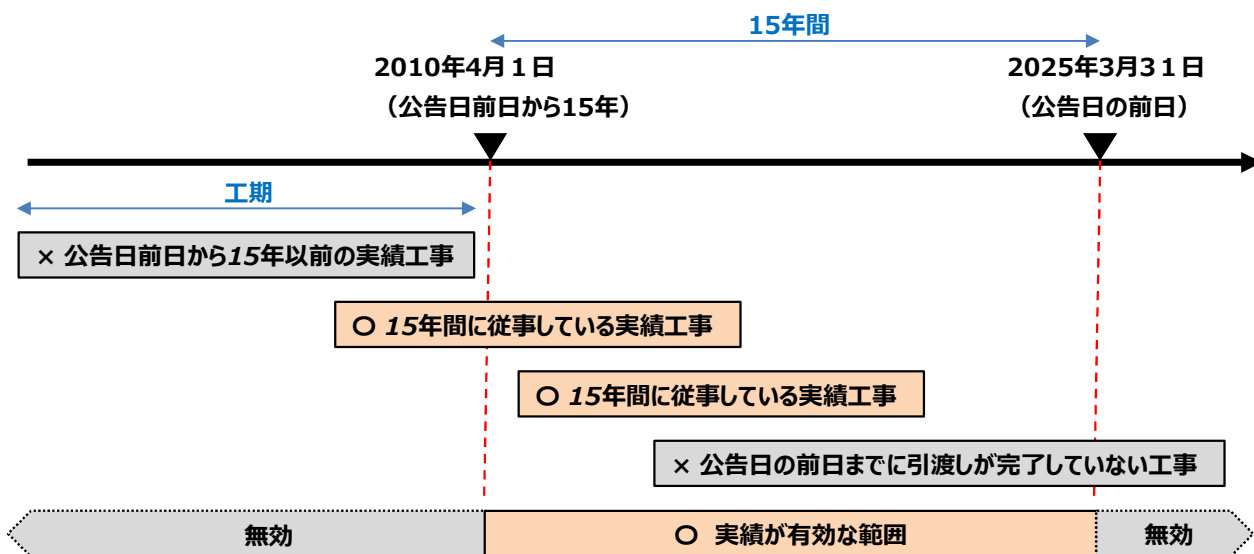 15年間
2010年4月１日
（公告日前日から15年）
2025年3月３１日
（公告日の前日）
工期
× 公告日前日から15年以前の実績工事
〇 15年間に従事している実績工事
〇 15年間に従事している実績工事
× 公告日の前日までに引渡しが完了していない工事
無効
〇 実績が有効な範囲
無効